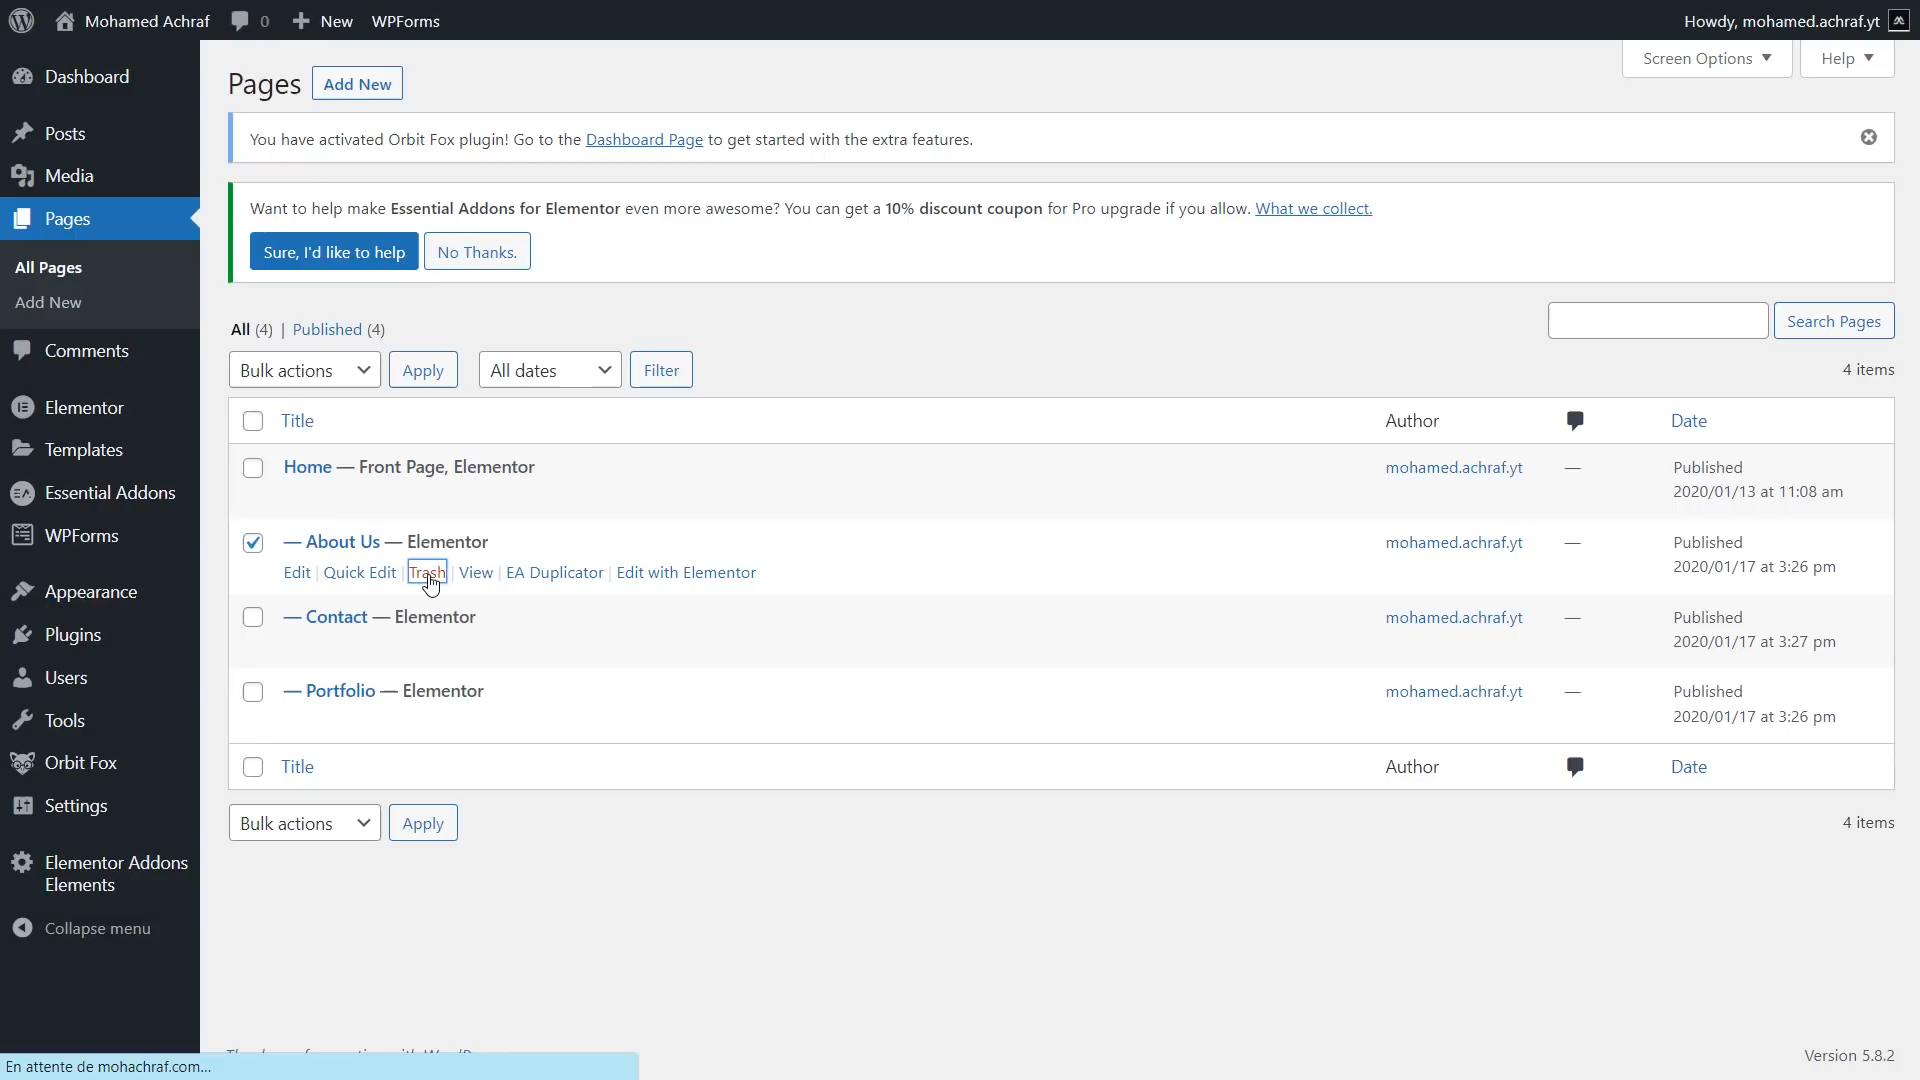 Mohamed Achraf 0 New WPForms Howdy, mohamed.achraf.yt
Screen Options Help
Dashboard
Posts
Media
Pages
All Pages
Add New
Comments
Elementor
Templates
Essential Addons
WPForms
Appearance
Plugins
Users
Tools
Orbit Fox
Settings
Elementor Addons
Elements
Collapse menu
Pages Add New
You have activated Orbit Fox plugin! Go to the Dashboard Page to get started with the extra features.
Want to help make Essential Addons for Elementor even more awesome? You can get a 10% discount coupon for Pro upgrade if you allow. What we collect.
Sure, I'd like to help No Thanks.
All (4) | Published (4)
Search Pages
Bulk actions Apply All dates Filter 4 items
Title Author Date
Home — Front Page, Elementor mohamed.achraf.yt — Published
2020/01/13 at 11:08 am
— About Us — Elementor mohamed.achraf.yt — Published
2020/01/17 at 3:26 pm
Edit | Quick Edit | Trash | View | EA Duplicator | Edit with Elementor
— Contact — Elementor mohamed.achraf.yt — Published
2020/01/17 at 3:27 pm
— Portfolio — Elementor mohamed.achraf.yt — Published
2020/01/17 at 3:26 pm
Title Author Date
Bulk actions Apply 4 items
Version 5.8.2
En attente de mohachraf.com...